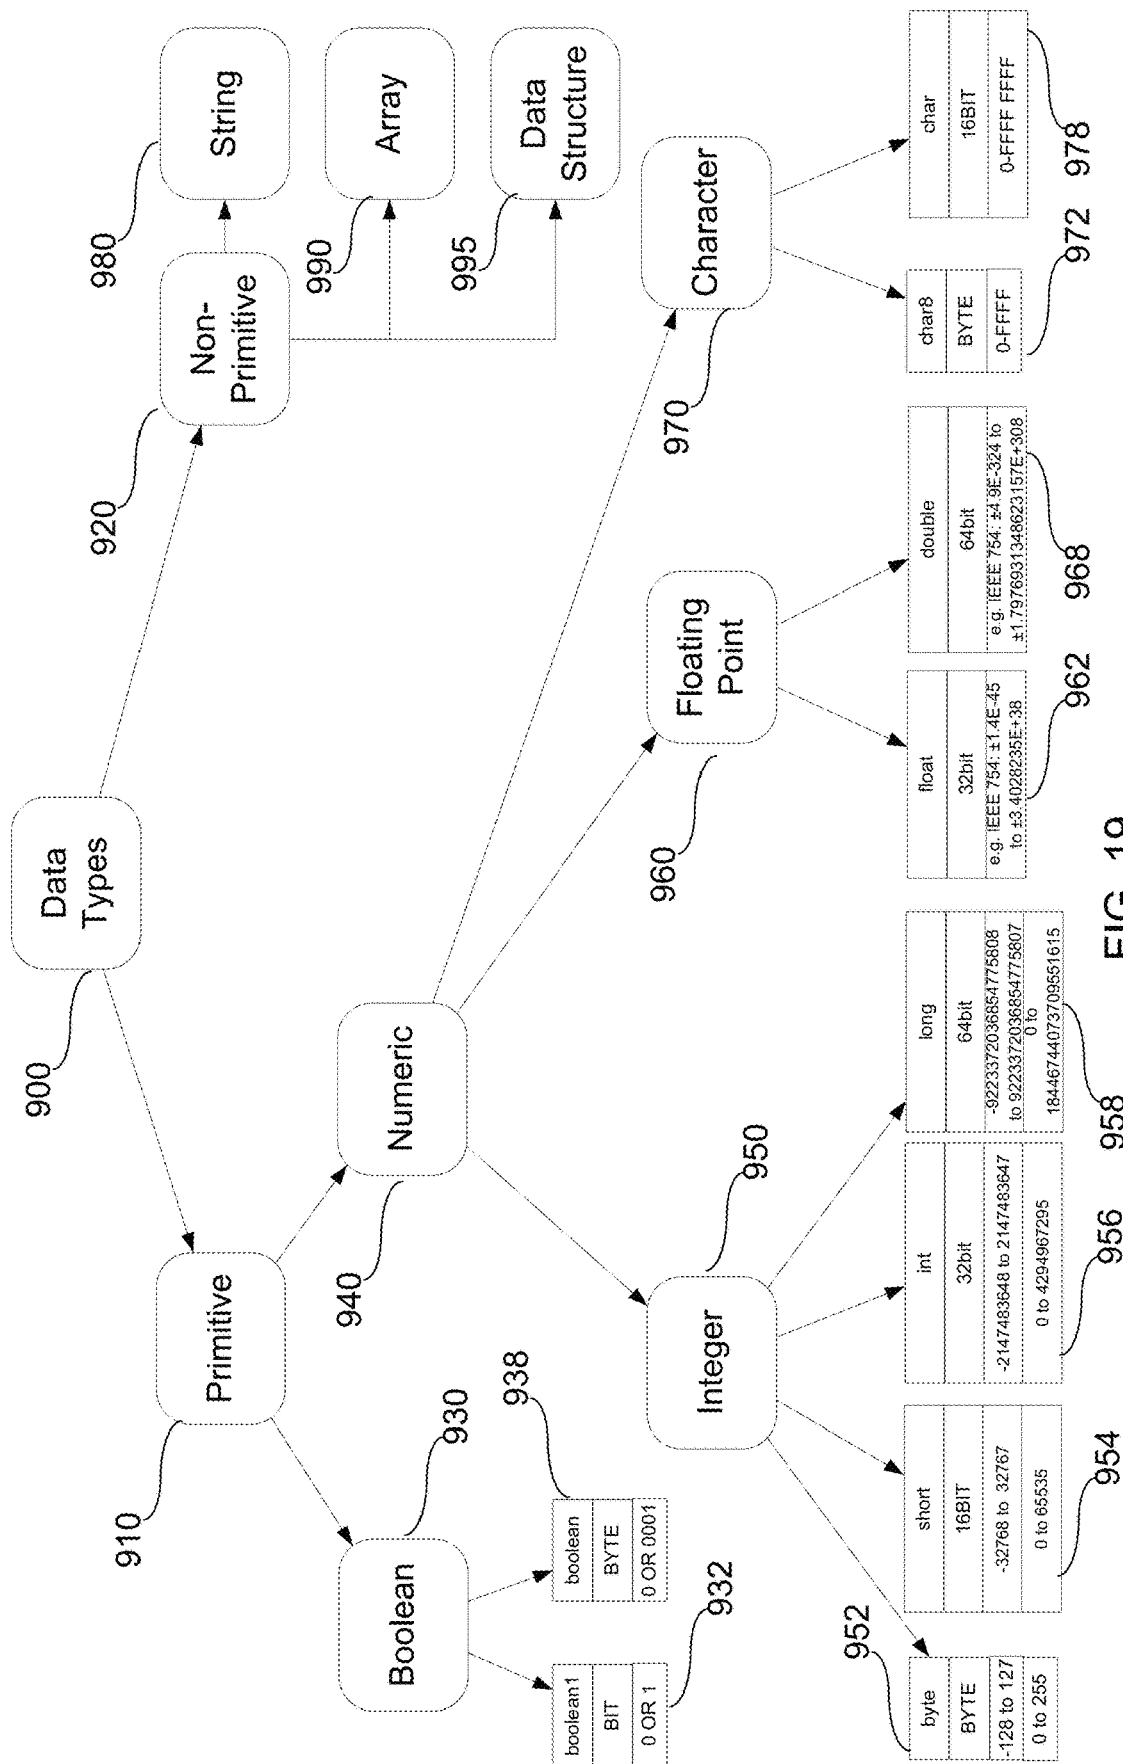 Data
Types
900
Primitive
910
Non-
Primitive
920
String
980
Array
990
Data
Structure
995
Boolean
930
Numeric
940
boolean1
BIT
0 OR 1
932
boolean
BYTE
0 OR 0001
938
Integer
950
Floating
Point
960
Character
970
byte
BYTE
-128 to 127
0 to 255
952
short
16BIT
-32768 to 32767
0 to 65535
954
int
32bit
-2147483648 to 2147483647
0 to 4294967295
956
long
64bit
-9223372036854775808
to 9223372036854775807
0 to
18446744073709551615
958
float
32bit
e.g. IEEE 754: ±1.4E-45
to ±3.4028235E+38
962
double
64bit
e.g. IEEE 754: ±4.9E-324 to
±1.7976931348623157E+308
968
char8
BYTE
0-FFFF
972
char
16BIT
0-FFFF FFFF
978
FIG. 19